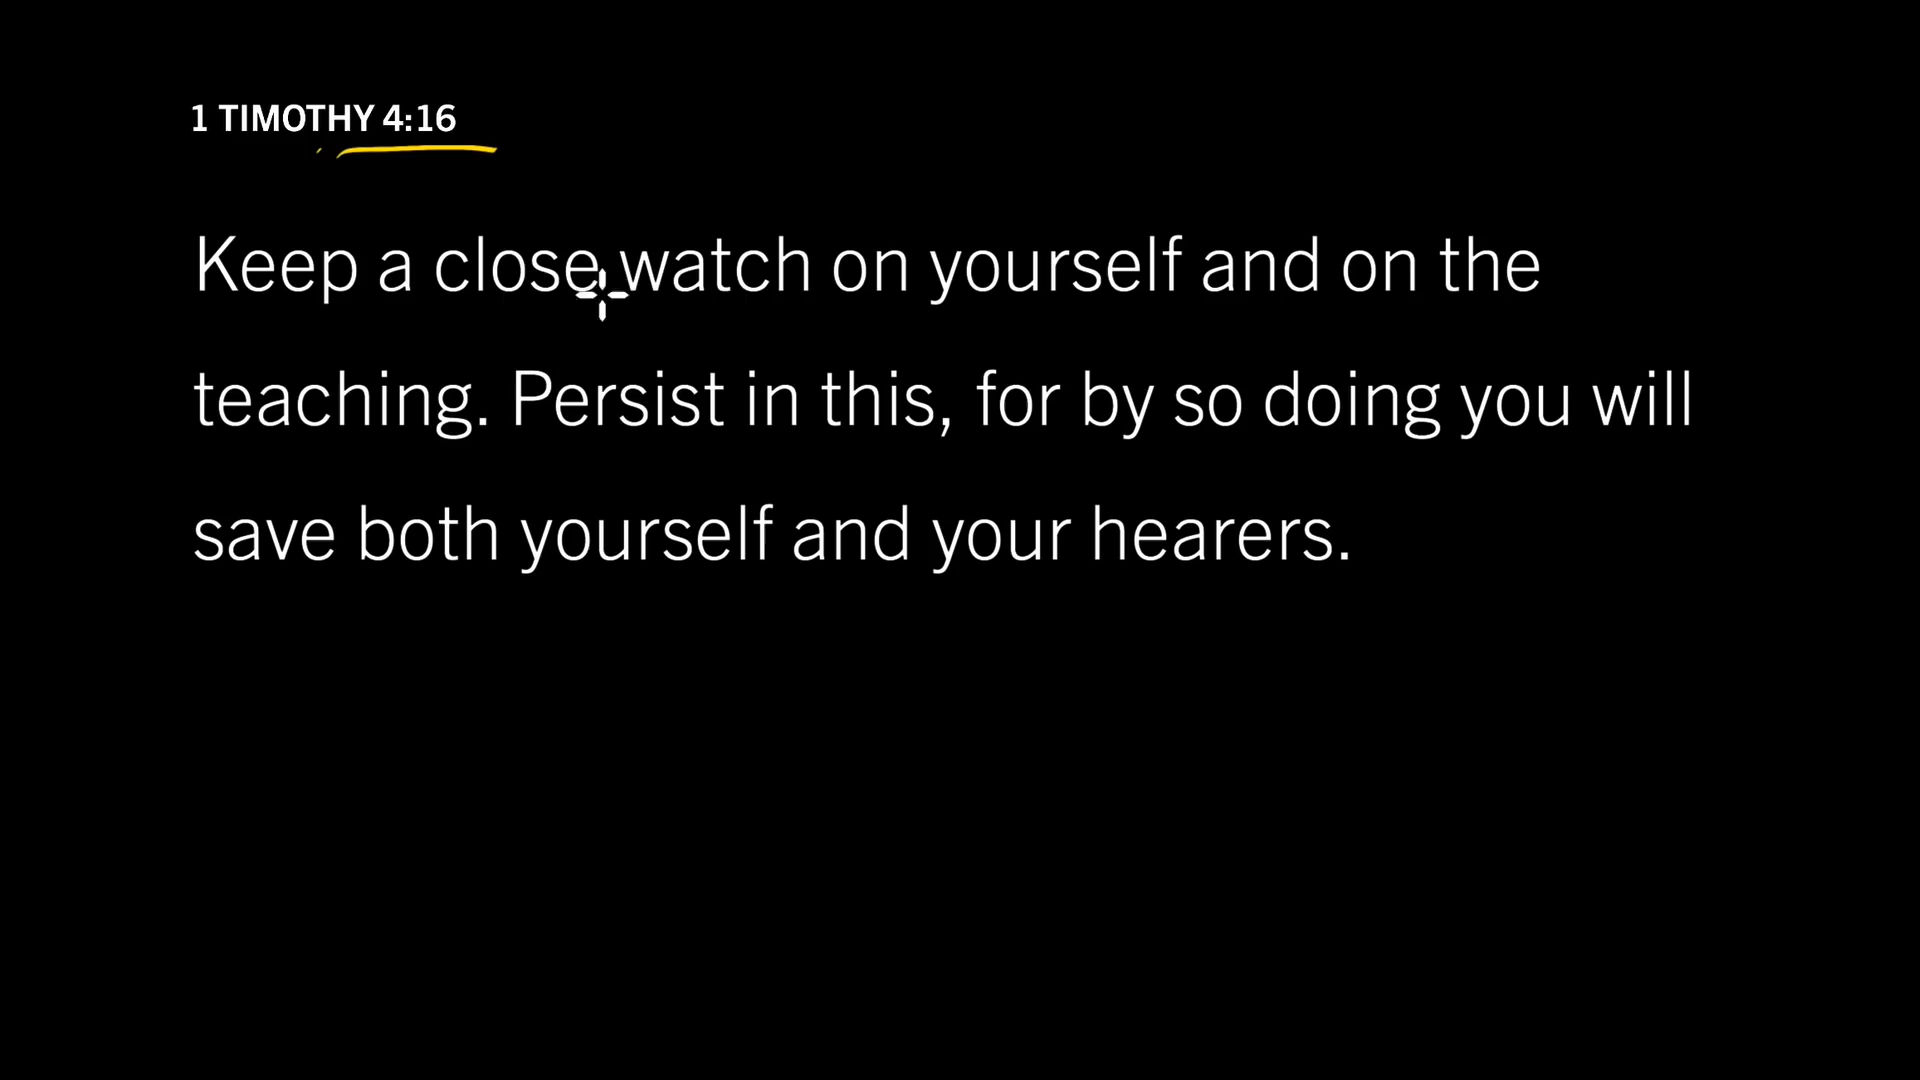 1 TIMOTHY 4:16
Keep a close watch on yourself and on the
teaching. Persist in this, for by so doing you will
save both yourself and your hearers.